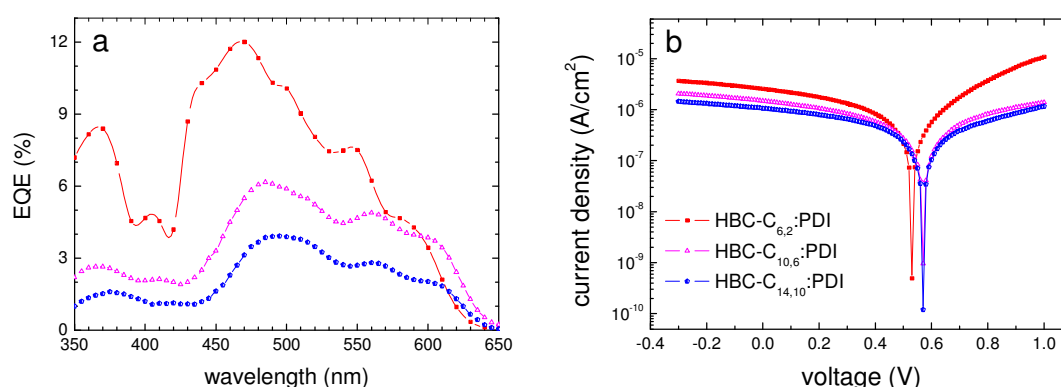 a
EQE (%)
12
9
6
3
0
350 400 450 500 550 600 650
wavelength (nm)
b
current density (A/cm²)
10⁻⁵
10⁻⁶
10⁻⁷
10⁻⁸
10⁻⁹
10⁻¹⁰
HBC-C₆,₂:PDI
HBC-C₁₀,₆:PDI
HBC-C₁₄,₁₀:PDI
-0.4 -0.2 0.0 0.2 0.4 0.6 0.8 1.0
voltage (V)